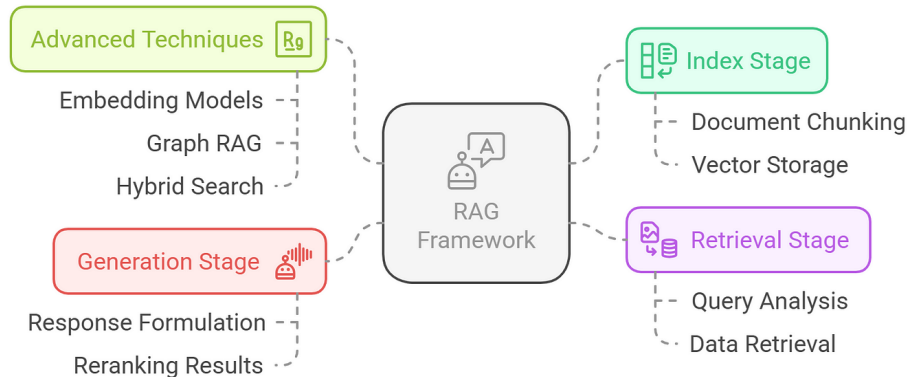 Advanced Techniques
Rg
Embedding Models
Graph RAG
Hybrid Search
Generation Stage
Response Formulation
Reranking Results
A
RAG
Framework
Index Stage
Document Chunking
Vector Storage
Retrieval Stage
Query Analysis
Data Retrieval